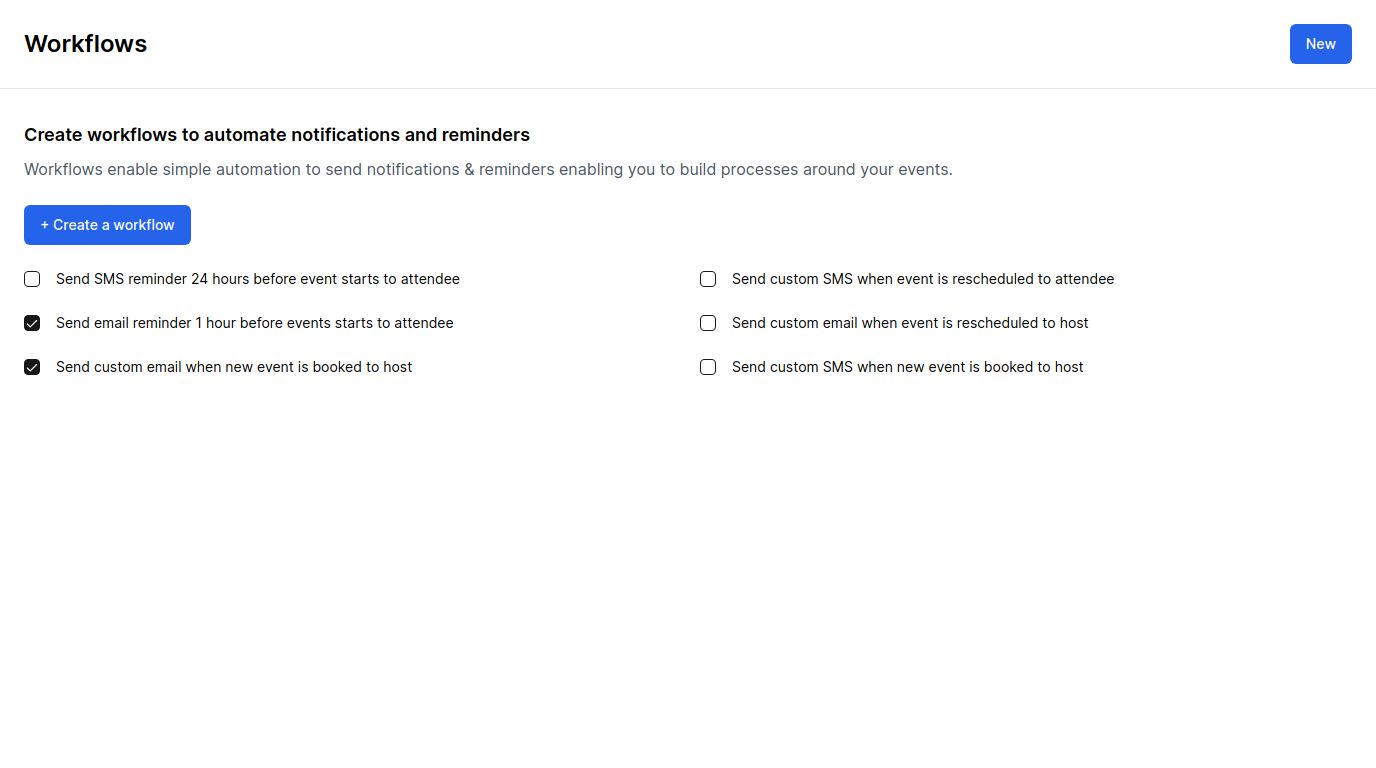 Workflows
New
Create workflows to automate notifications and reminders
Workflows enable simple automation to send notifications & reminders enabling you to build processes around your events.
+ Create a workflow
Send SMS reminder 24 hours before event starts to attendee
Send custom SMS when event is rescheduled to attendee
Send email reminder 1 hour before events starts to attendee
Send custom email when event is rescheduled to host
Send custom email when new event is booked to host
Send custom SMS when new event is booked to host